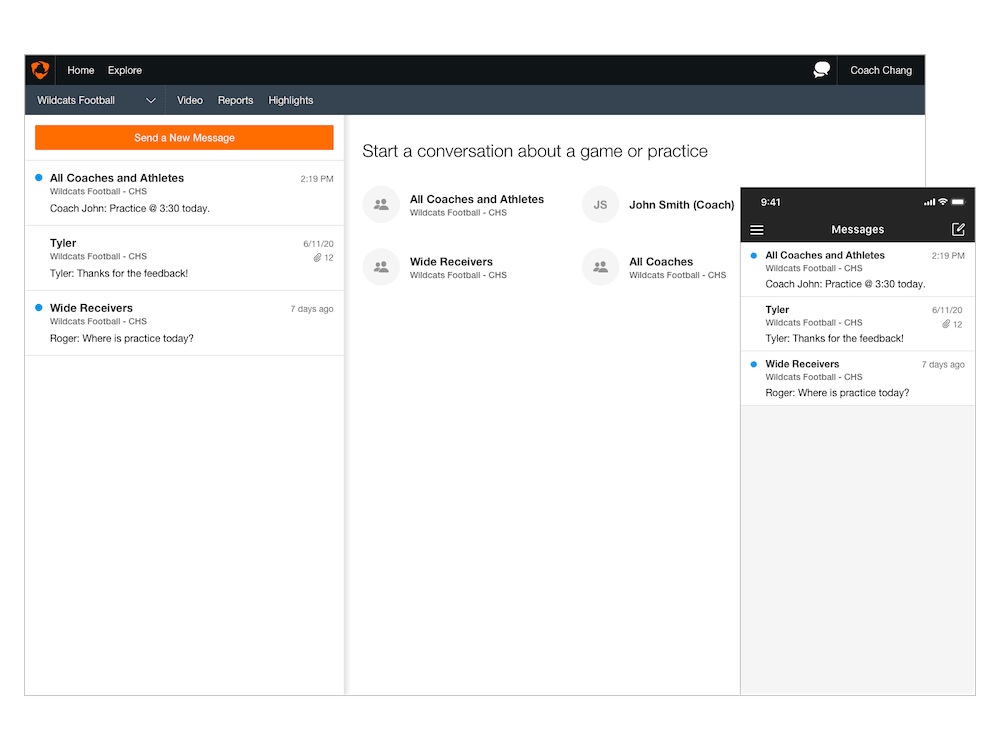 Home Explore Coach Chang
Wildcats Football Video Reports Highlights
Send a New Message
All Coaches and Athletes 2:19 PM
Wildcats Football - CHS
Coach John: Practice @ 3:30 today.
Tyler 6/11/20
Wildcats Football - CHS 12
Tyler: Thanks for the feedback!
Wide Receivers 7 days ago
Wildcats Football - CHS
Roger: Where is practice today?
Start a conversation about a game or practice
All Coaches and Athletes
Wildcats Football - CHS
JS John Smith (Coach)
Wide Receivers
Wildcats Football - CHS
All Coaches
Wildcats Football - CHS
9:41
Messages
All Coaches and Athletes 2:19 PM
Wildcats Football - CHS
Coach John: Practice @ 3:30 today.
Tyler 6/11/20
Wildcats Football - CHS 12
Tyler: Thanks for the feedback!
Wide Receivers 7 days ago
Wildcats Football - CHS
Roger: Where is practice today?